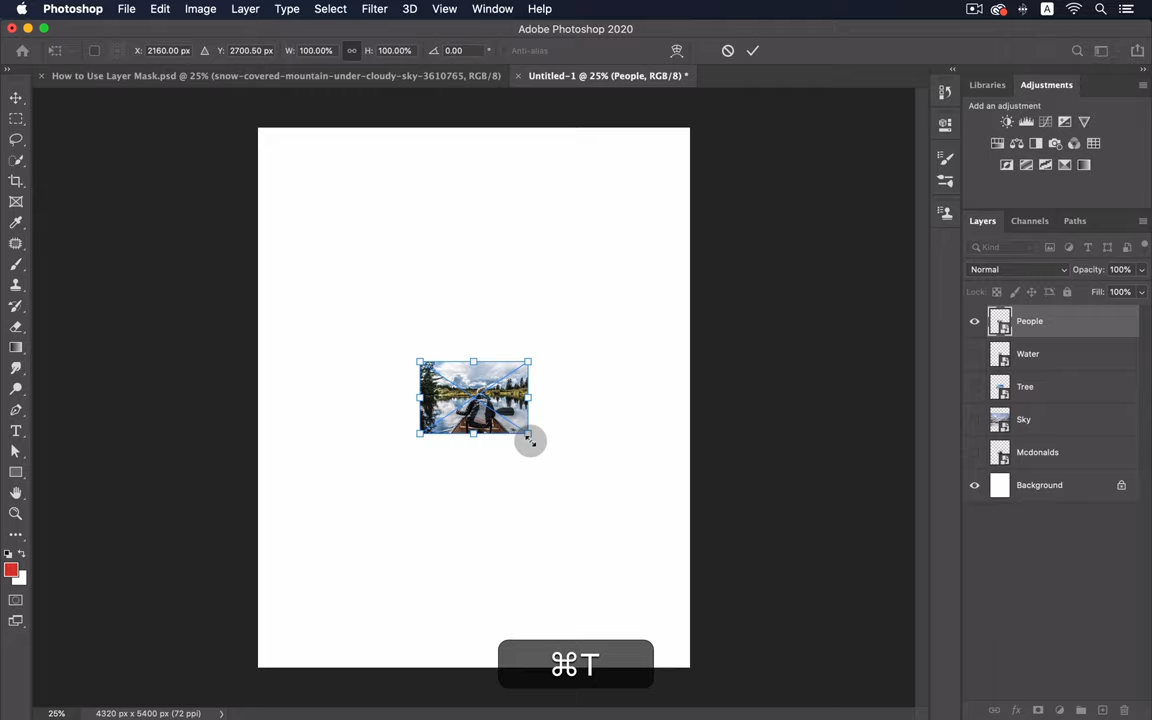 Photoshop File Edit Image Layer Type Select Filter 3D View Window Help
Adobe Photoshop 2020
X: 2160.00 px Y: 2700.50 px W: 100.00% H: 100.00% 0.00 ° Anti-alias
How to Use Layer Mask.psd @ 25% (snow-covered-mountain-under-cloudy-sky-3610765, RGB/8)
Untitled-1 @ 25% (People, RGB/8) *
Libraries Adjustments
Add an adjustment
Layers Channels Paths
Kind
Normal Opacity: 100%
Lock: Fill: 100%
People
Water
Tree
Sky
Mcdonalds
Background
⌘T
25% 4320 px x 5400 px (72 ppi)